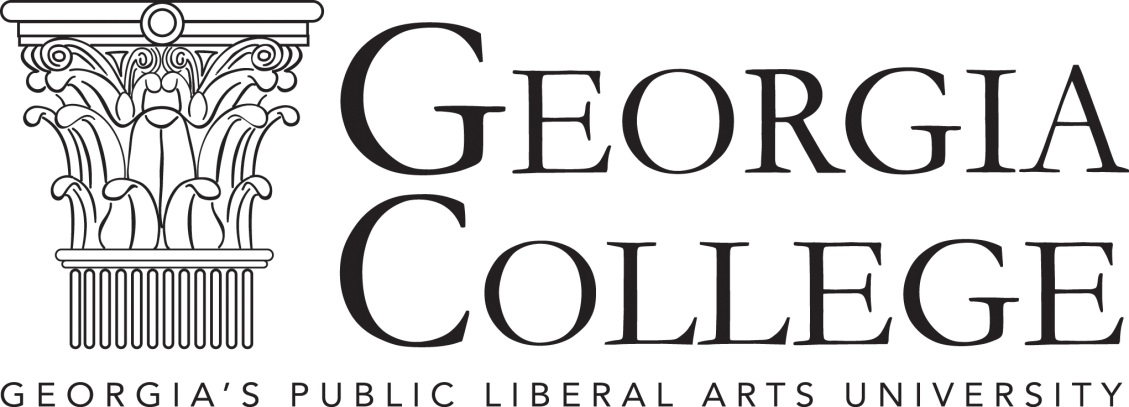 GEORGIA
COLLEGE
GEORGIA'S PUBLIC LIBERAL ARTS UNIVERSITY